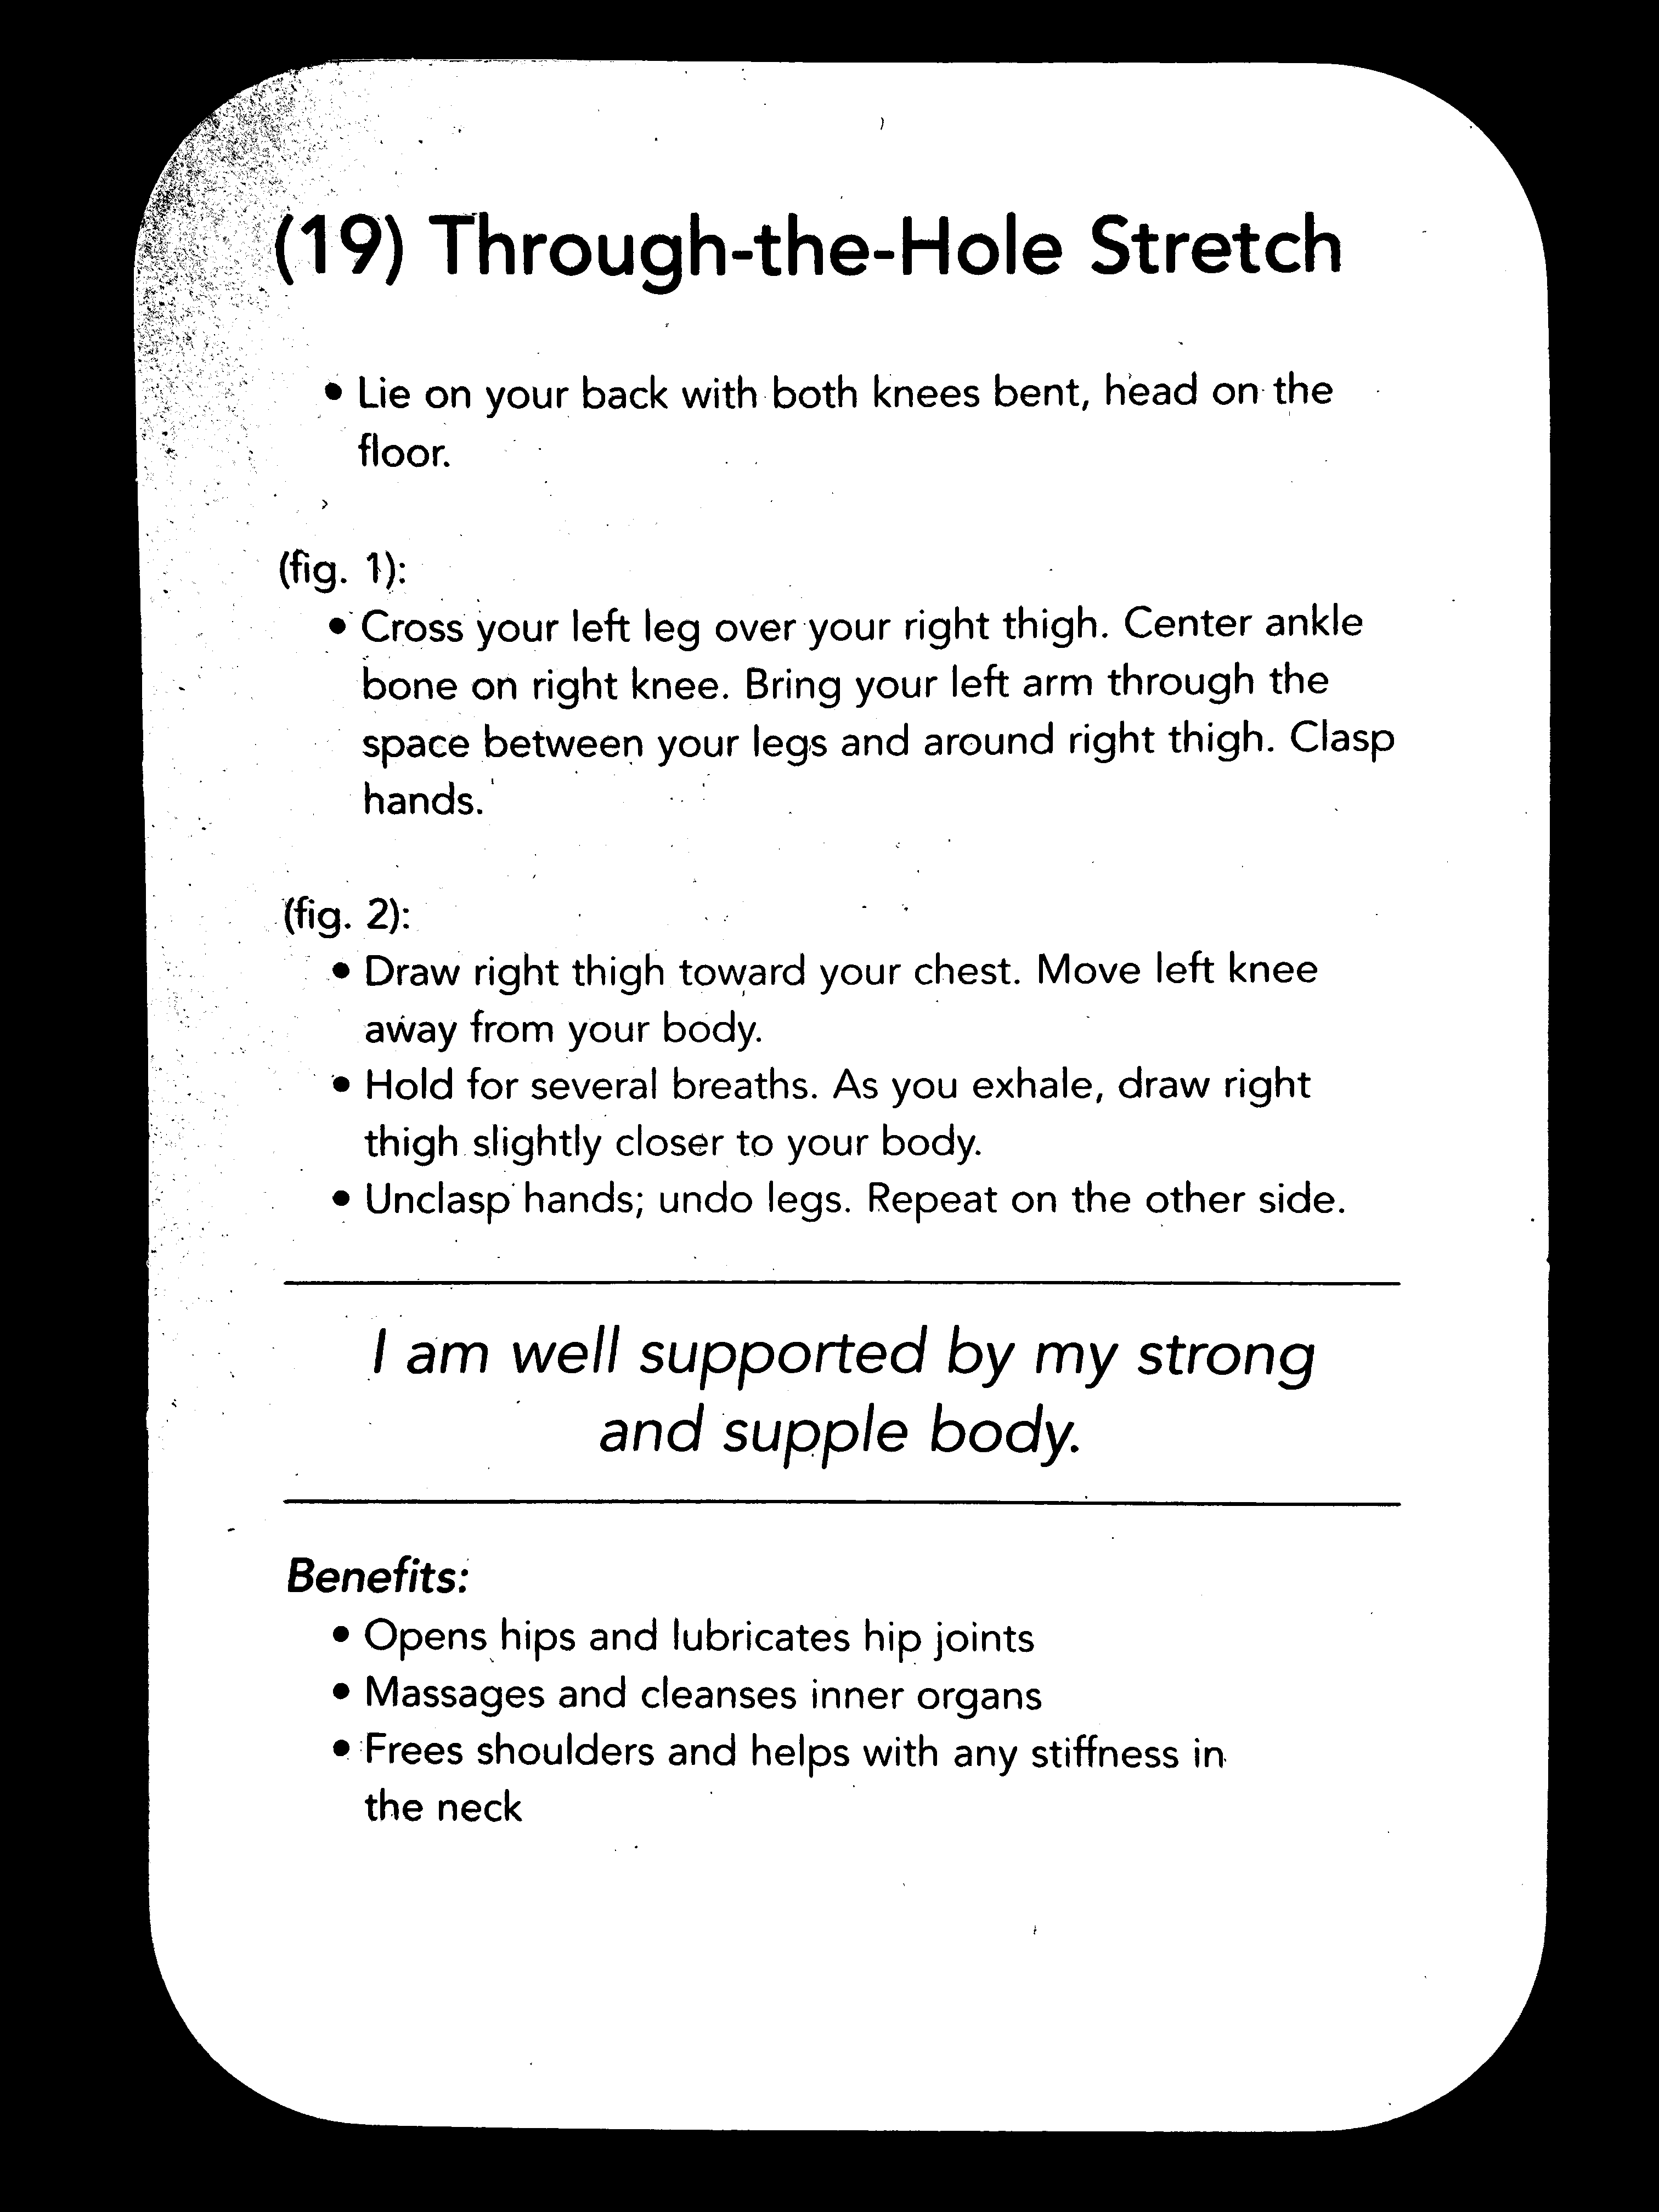 (19) Through-the-Hole Stretch
• Lie on your back with both knees bent, head on the
floor.
(fig. 1):
• Cross your left leg over your right thigh. Center ankle
bone on right knee. Bring your left arm through the
space between your legs and around right thigh. Clasp
hands.
(fig. 2):
• Draw right thigh toward your chest. Move left knee
away from your body.
• Hold for several breaths. As you exhale, draw right
thigh slightly closer to your body.
• Unclasp hands; undo legs. Repeat on the other side.
I am well supported by my strong
and supple body.
Benefits:
• Opens hips and lubricates hip joints
• Massages and cleanses inner organs
• Frees shoulders and helps with any stiffness in
the neck